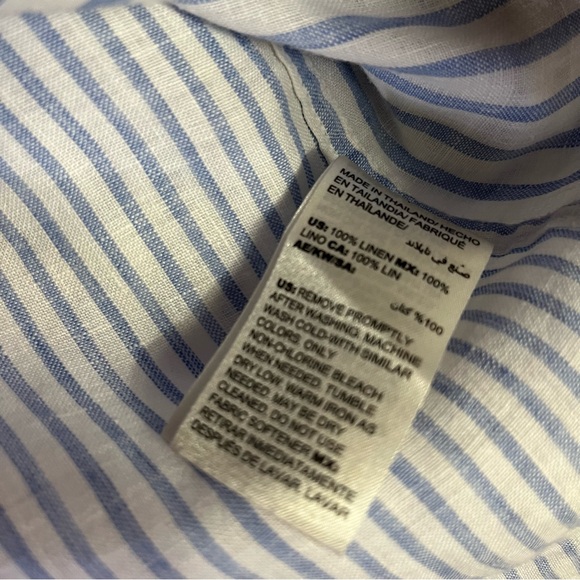 MADE IN THAILAND/ HECHO
EN TAILANDIA/ FABRIQUÉ
EN THAÏLANDE/
صنع في تايلاند
US: 100% LINEN MX: 100%
LINO CA: 100% LIN
AE/KW/SA:
100% كتان
US: REMOVE PROMPTLY
AFTER WASHING. MACHINE
WASH COLD-WITH SIMILAR
COLORS. ONLY
NON-CHLORINE BLEACH
WHEN NEEDED. TUMBLE
DRY LOW. WARM IRON AS
NEEDED. MAY BE DRY
CLEANED. DO NOT USE
FABRIC SOFTENER MX:
RETIRAR INMEDIATAMENTE
DESPUÉS DE LAVAR. LAVAR